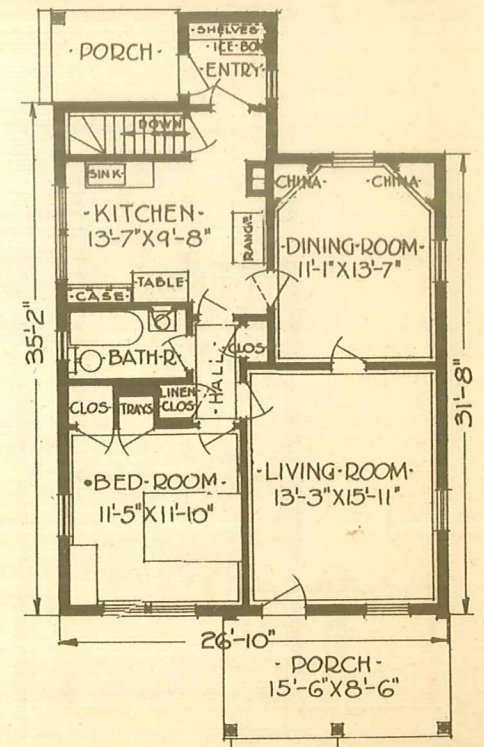 ·SHELVES·
·ICE·BOX
·PORCH·
·ENTRY·
DOWN
SINK
·CHINA·
·CHINA·
·KITCHEN·
13'-7"X9'-8"
RANGE
·DINING·ROOM·
11'-1"X13'-7"
·TABLE·
·CASE·
35'-2"
31'-8"
·BATH·R·
·HALL·
·CLOS·
·CLOS·
TRAYS
LINEN
CLOS
·BED·ROOM·
11'-5"X11'-10"
·LIVING·ROOM·
13'-3"X15'-11"
26'-10"
·PORCH·
15'-6"X8'-6"